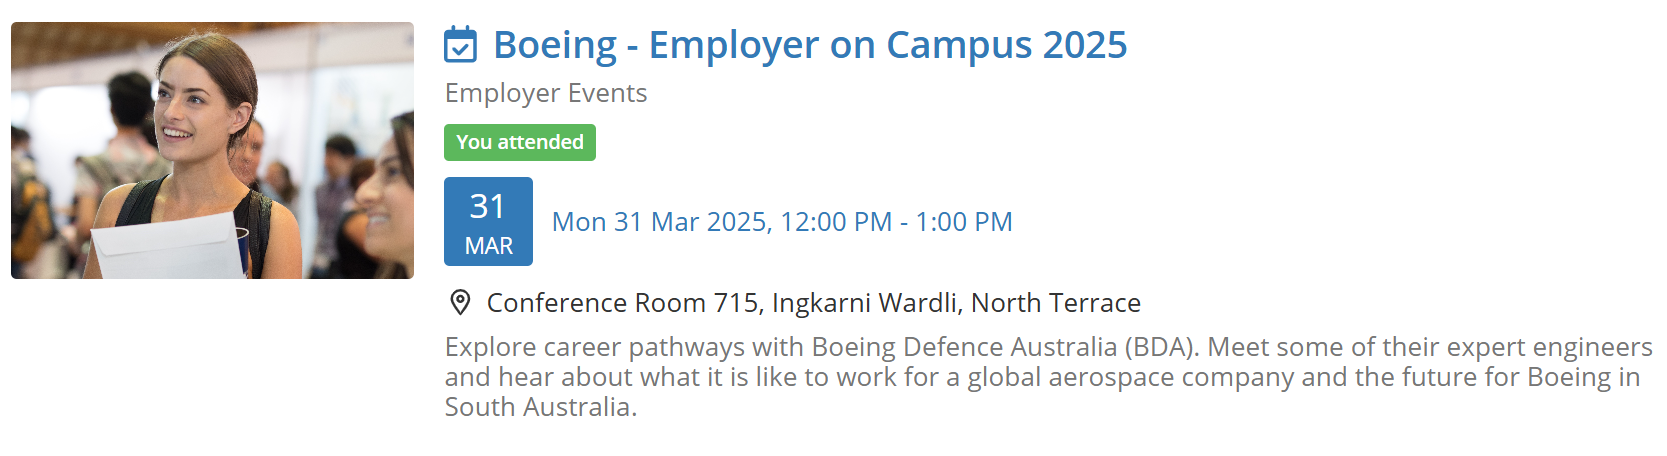 Boeing - Employer on Campus 2025
Employer Events
You attended
31
MAR
Mon 31 Mar 2025, 12:00 PM - 1:00 PM
Conference Room 715, Ingkarni Wardli, North Terrace
Explore career pathways with Boeing Defence Australia (BDA). Meet some of their expert engineers
and hear about what it is like to work for a global aerospace company and the future for Boeing in
South Australia.